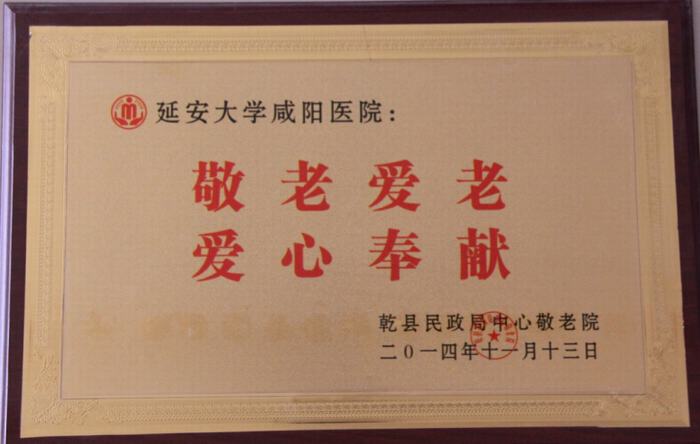 延安大学咸阳医院：
敬老爱老
爱心奉献
乾县民政局中心敬老院
二〇一四年十一月十三日